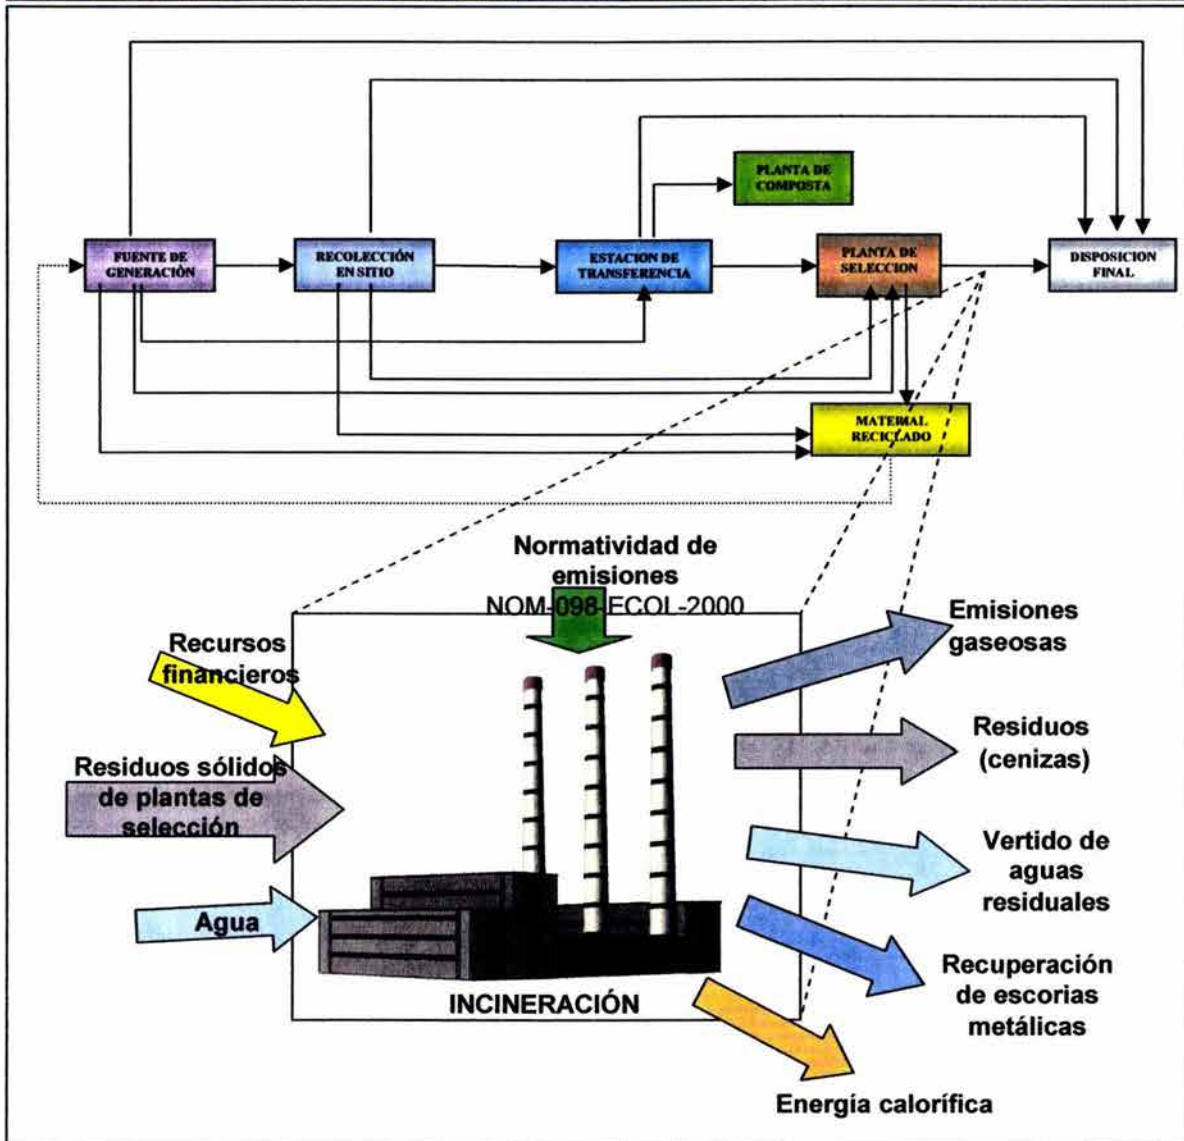 PLANTA DE
COMPOSTA
FUENTE DE
GENERACIÓN
RECOLECCIÓN
EN SITIO
ESTACION DE
TRANSFERENCIA
PLANTA DE
SELECCION
DISPOSICION
FINAL
MATERIAL
RECICLADO
Normatividad de
emisiones
NOM-098-ECOL-2000
Recursos
financieros
Residuos sólidos
de plantas de
selección
Agua
INCINERACIÓN
Emisiones
gaseosas
Residuos
(cenizas)
Vertido de
aguas
residuales
Recuperación
de escorias
metálicas
Energía calorífica